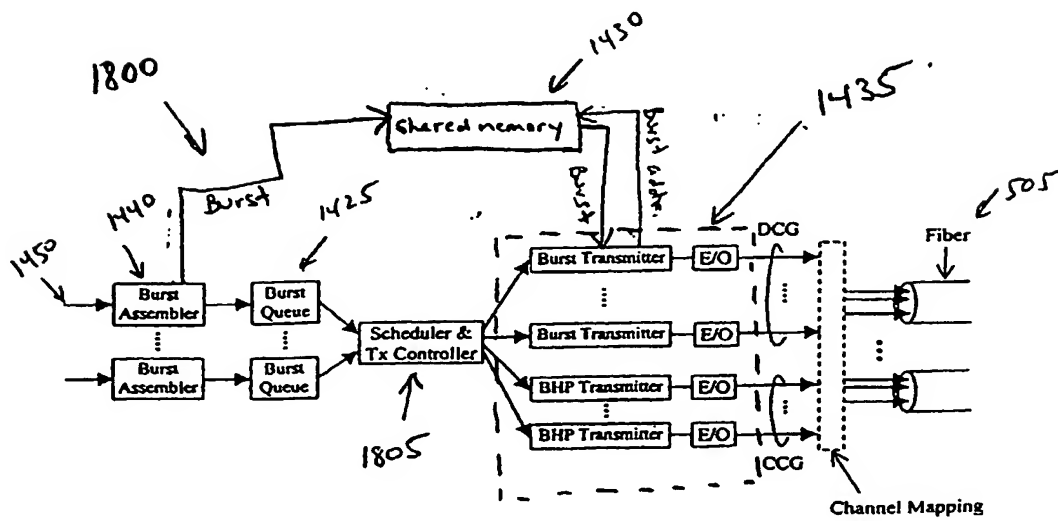 1800
1430
1435
Shared memory
Burst
Burst
Burst addr.
1450
1440
1425
505
Fiber
DCG
Burst Assembler
Burst Queue
Burst Transmitter
E/O
Scheduler & Tx Controller
Burst Transmitter
E/O
Burst Assembler
Burst Queue
BHP Transmitter
E/O
BHP Transmitter
E/O
1805
CCG
Channel Mapping